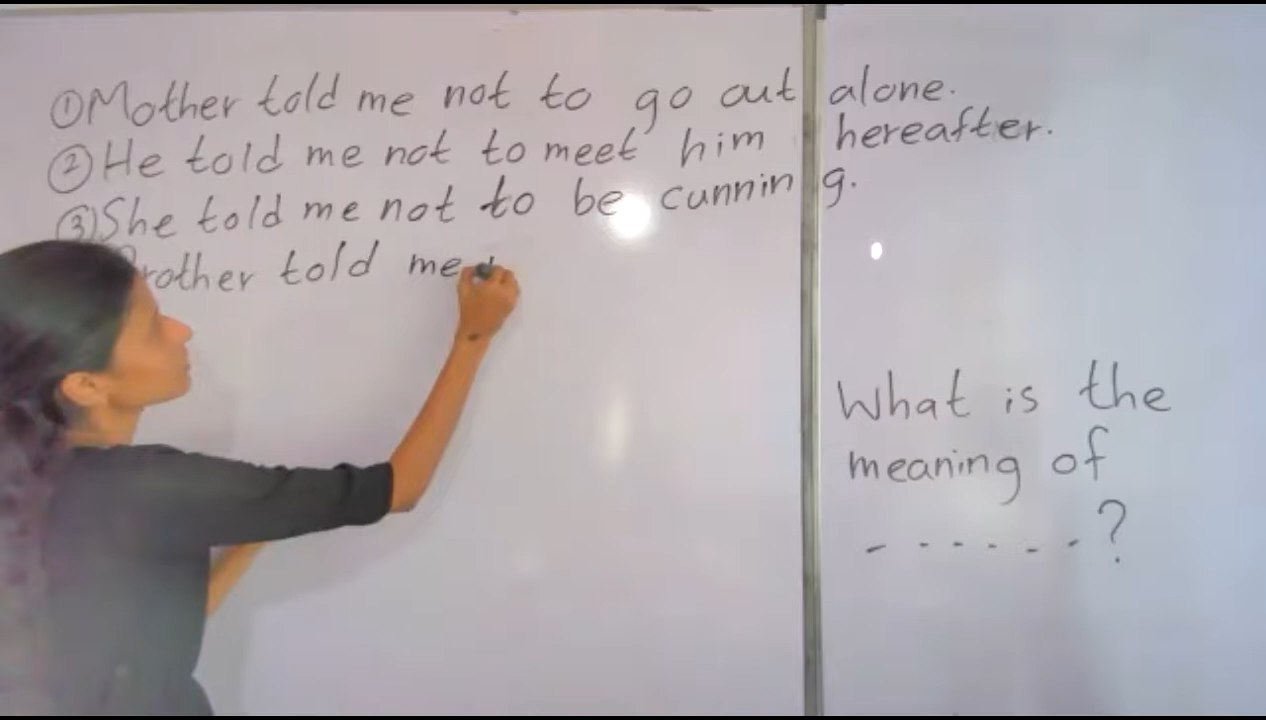 ①Mother told me not to go out alone.
②He told me not to meet him hereafter.
③She told me not to be cunning.
Brother told me
What is the
meaning of
- - - - - - ?